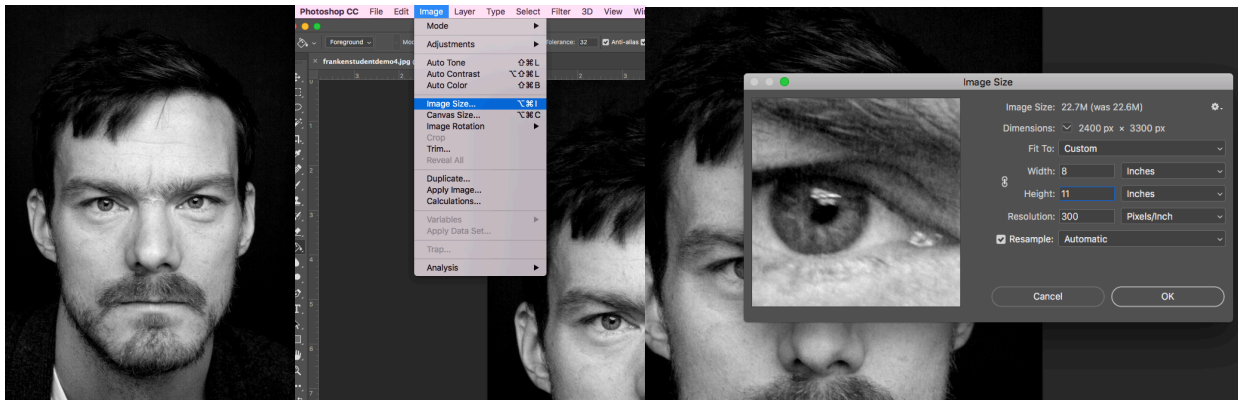 Photoshop CC File Edit Image Layer Type Select Filter 3D View
Foreground
Tolerance: 32 Anti-alias
frankenstudentdemo4.jpg
Mode
Adjustments
Auto Tone ⇧⌘L
Auto Contrast ⌥⇧⌘L
Auto Color ⇧⌘B
Image Size... ⌥⌘I
Canvas Size... ⌥⌘C
Image Rotation
Crop
Trim...
Reveal All
Duplicate...
Apply Image...
Calculations...
Variables
Apply Data Set...
Trap...
Analysis
Image Size
Image Size: 22.7M (was 22.6M)
Dimensions: 2400 px × 3300 px
Fit To: Custom
Width: 8 Inches
Height: 11 Inches
Resolution: 300 Pixels/Inch
Resample: Automatic
Cancel OK